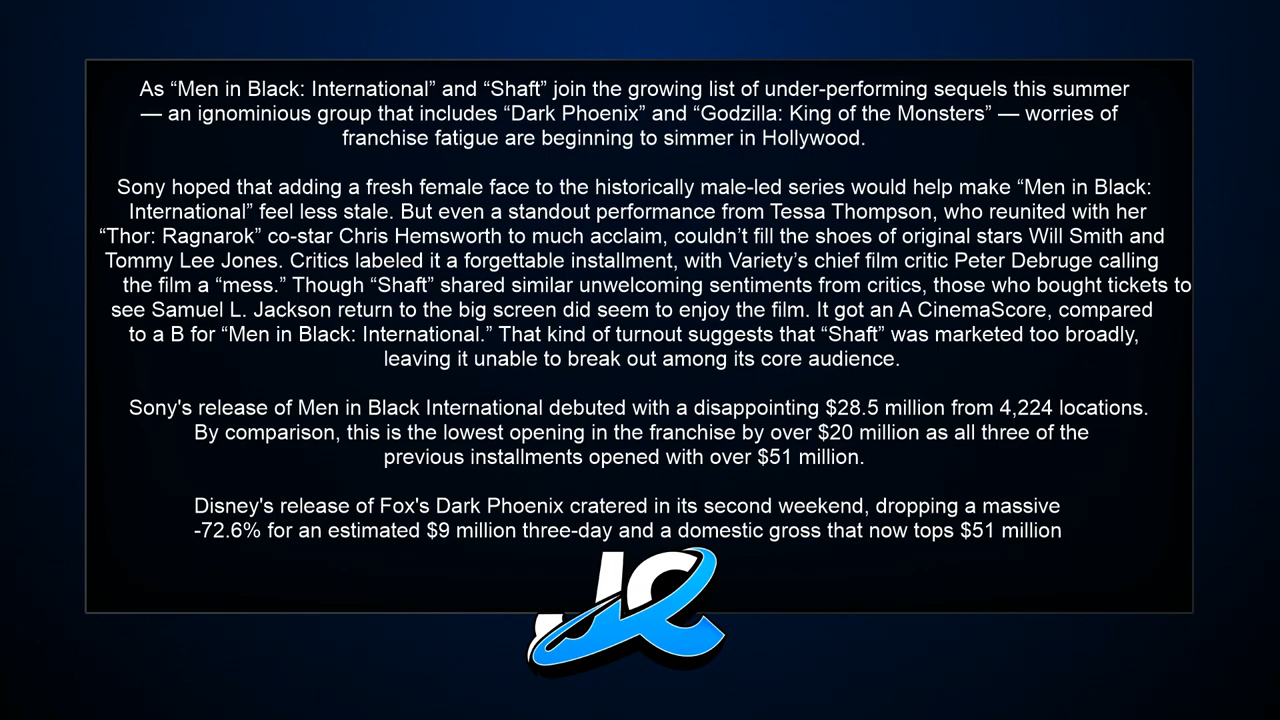 As “Men in Black: International” and “Shaft” join the growing list of under-performing sequels this summer
— an ignominious group that includes “Dark Phoenix” and “Godzilla: King of the Monsters” — worries of
franchise fatigue are beginning to simmer in Hollywood.
Sony hoped that adding a fresh female face to the historically male-led series would help make “Men in Black:
International” feel less stale. But even a standout performance from Tessa Thompson, who reunited with her
“Thor: Ragnarok” co-star Chris Hemsworth to much acclaim, couldn’t fill the shoes of original stars Will Smith and
Tommy Lee Jones. Critics labeled it a forgettable installment, with Variety’s chief film critic Peter Debruge calling
the film a “mess.” Though “Shaft” shared similar unwelcoming sentiments from critics, those who bought tickets to
see Samuel L. Jackson return to the big screen did seem to enjoy the film. It got an A CinemaScore, compared
to a B for “Men in Black: International.” That kind of turnout suggests that “Shaft” was marketed too broadly,
leaving it unable to break out among its core audience.
Sony's release of Men in Black International debuted with a disappointing $28.5 million from 4,224 locations.
By comparison, this is the lowest opening in the franchise by over $20 million as all three of the
previous installments opened with over $51 million.
Disney's release of Fox's Dark Phoenix cratered in its second weekend, dropping a massive
-72.6% for an estimated $9 million three-day and a domestic gross that now tops $51 million